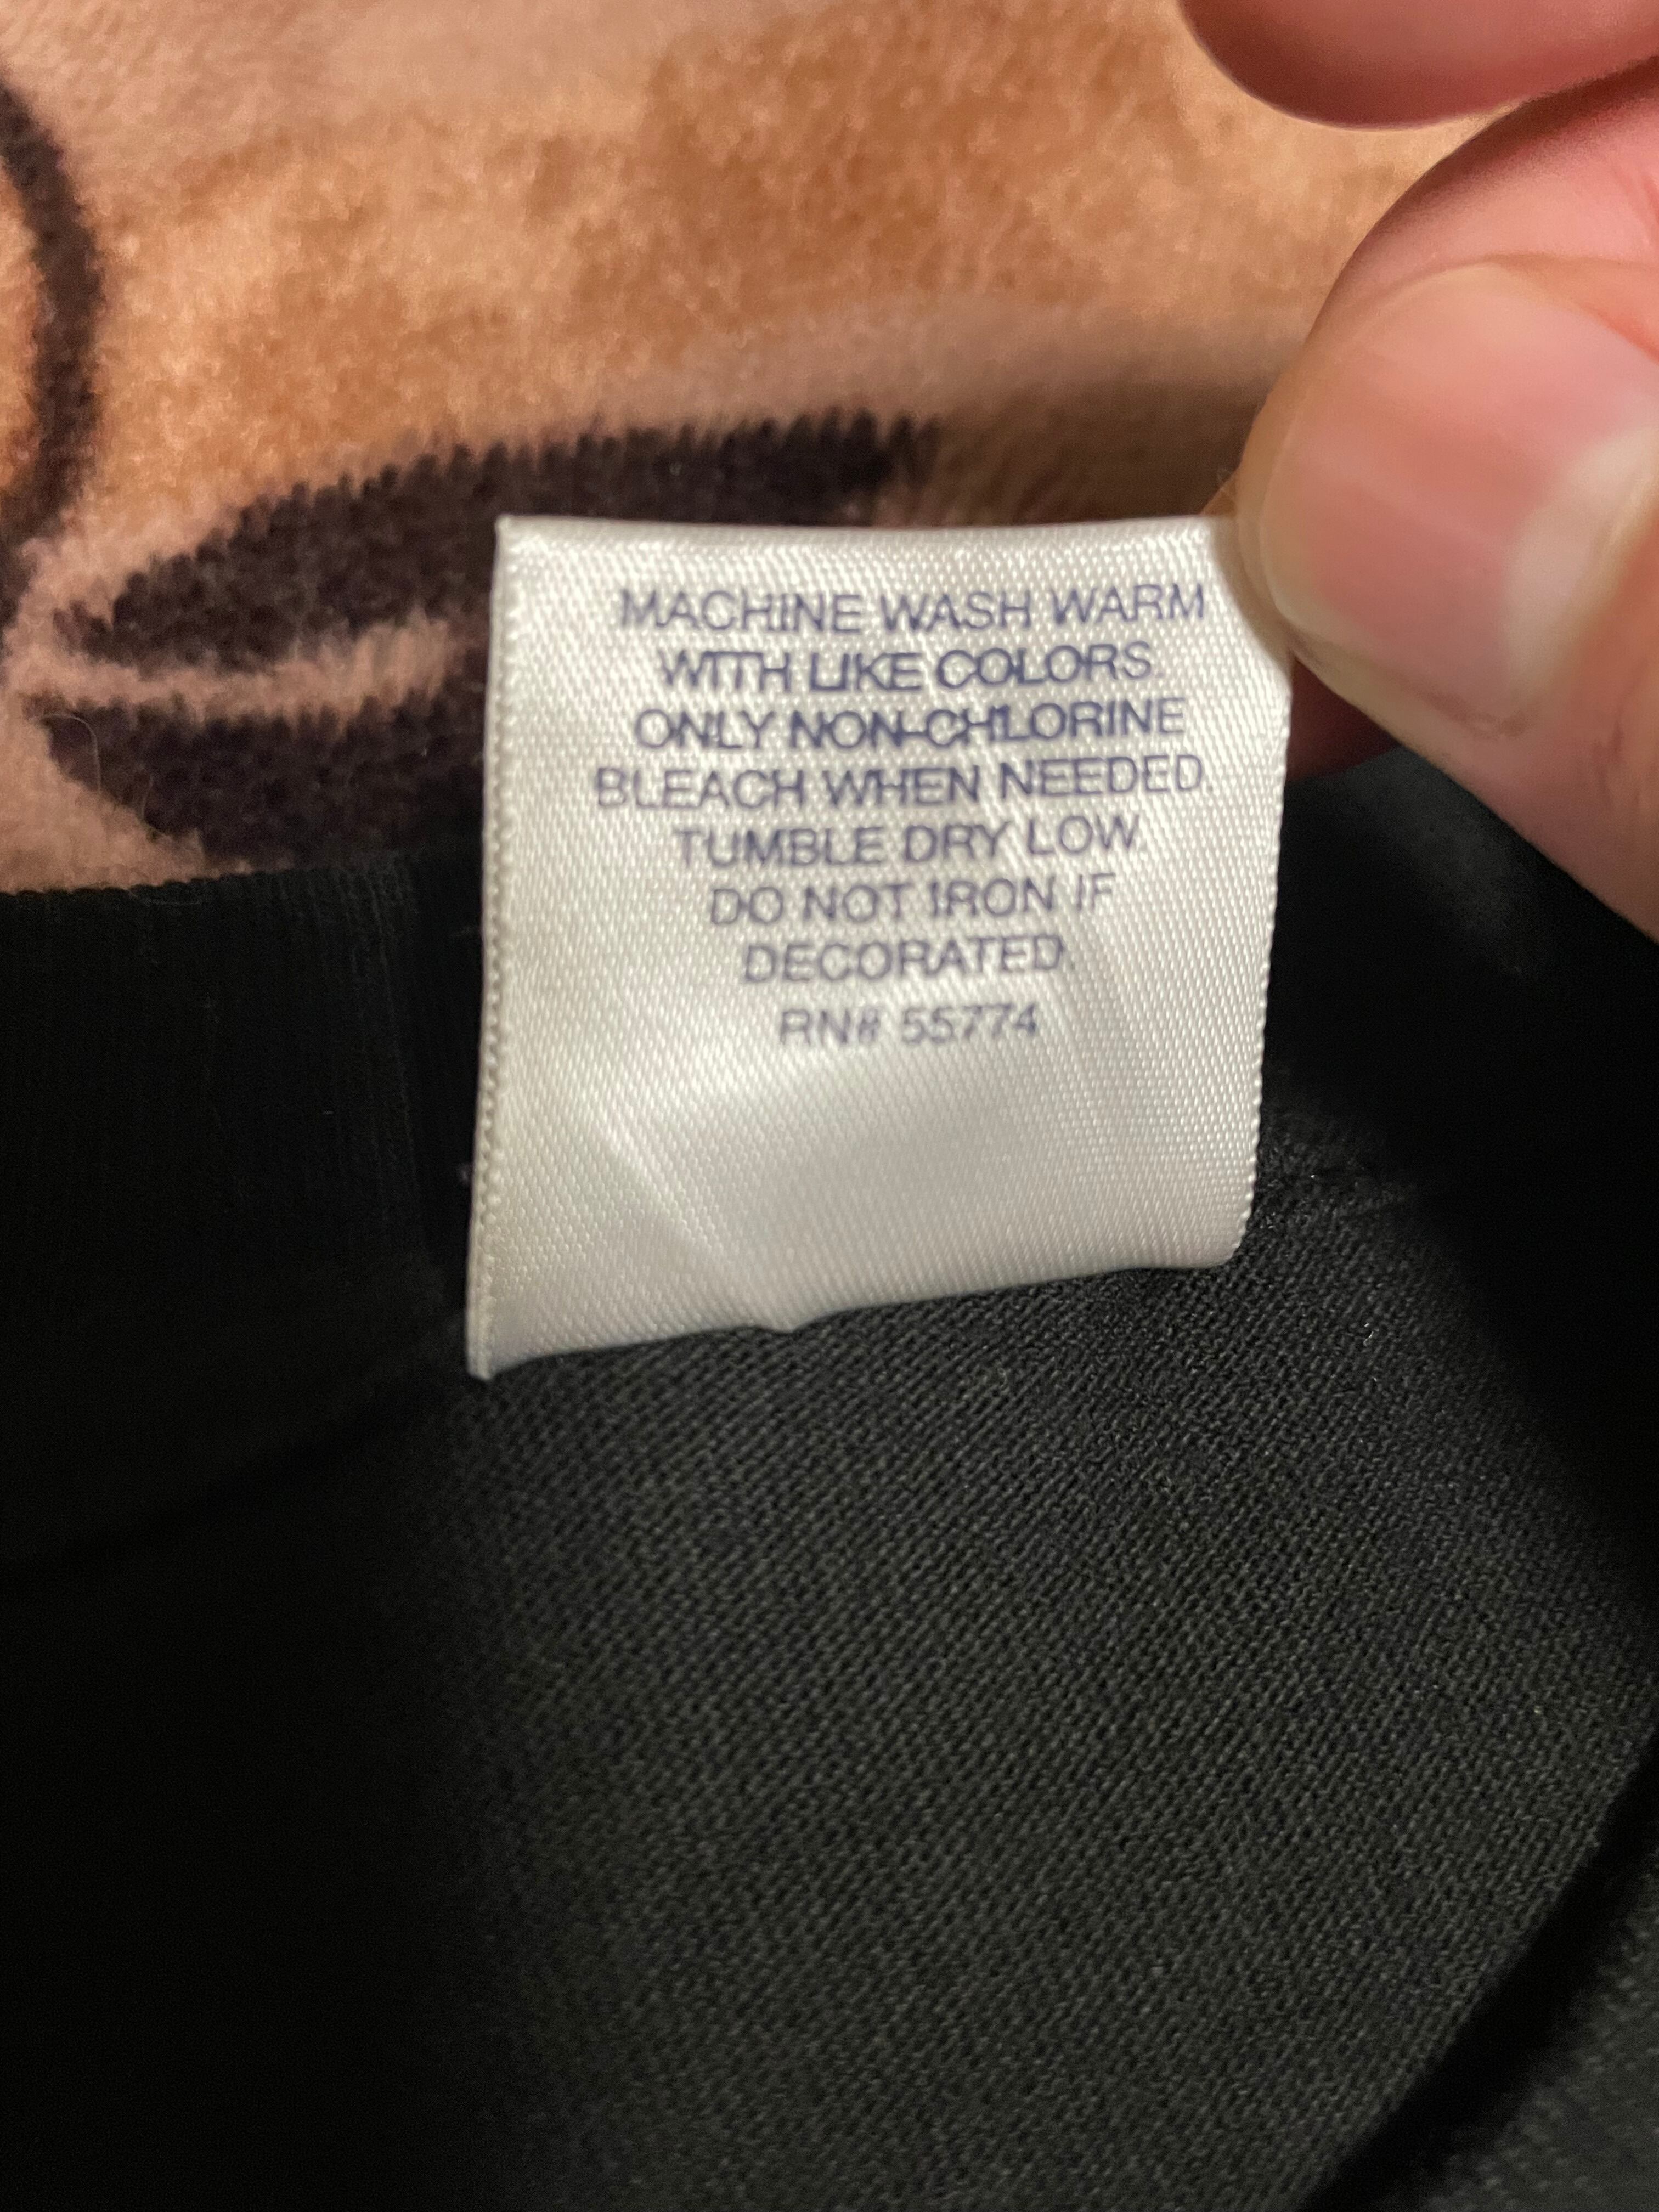 MACHINE WASH WARM
WITH LIKE COLORS
ONLY NON-CHLORINE
BLEACH WHEN NEEDED
TUMBLE DRY LOW
DO NOT IRON IF
DECORATED
RN# 55774